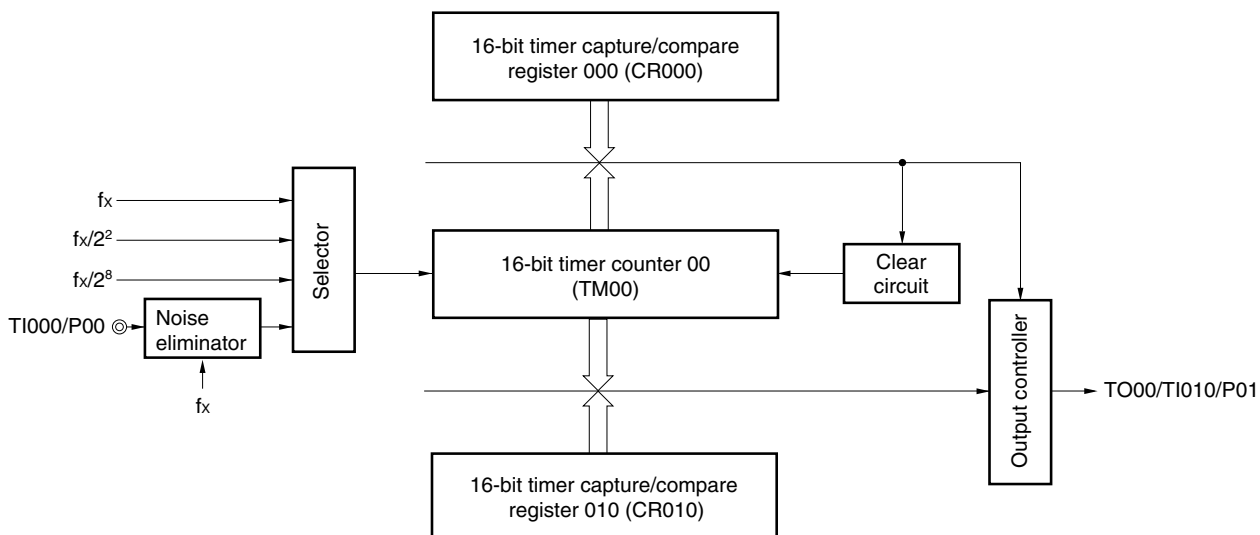 16-bit timer capture/compare
register 000 (CR000)
fX
fX/2²
fX/2⁸
TI000/P00
Noise
eliminator
fX
Selector
16-bit timer counter 00
(TM00)
Clear
circuit
Output controller
TO00/TI010/P01
16-bit timer capture/compare
register 010 (CR010)